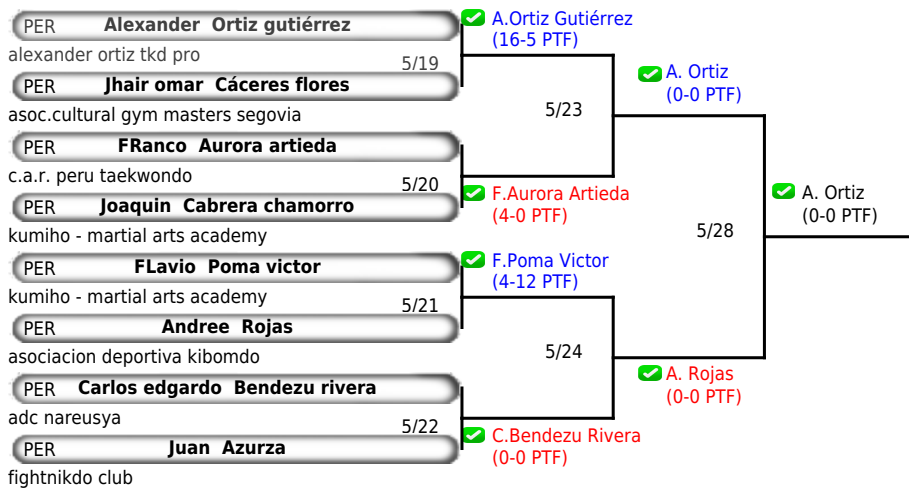 PER Alexander Ortiz gutiérrez
alexander ortiz tkd pro
5/19
PER Jhair omar Cáceres flores
asoc.cultural gym masters segovia
PER FRanco Aurora artieda
c.a.r. peru taekwondo
5/20
PER Joaquin Cabrera chamorro
kumiho - martial arts academy
PER FLavio Poma victor
kumiho - martial arts academy
5/21
PER Andree Rojas
asociacion deportiva kibomdo
PER Carlos edgardo Bendezu rivera
adc nareusya
5/22
PER Juan Azurza
fightnikdo club
A.Ortiz Gutiérrez
(16-5 PTF)
5/23
F.Aurora Artieda
(4-0 PTF)
F.Poma Victor
(4-12 PTF)
5/24
C.Bendezu Rivera
(0-0 PTF)
A. Ortiz
(0-0 PTF)
5/28
A. Rojas
(0-0 PTF)
A. Ortiz
(0-0 PTF)